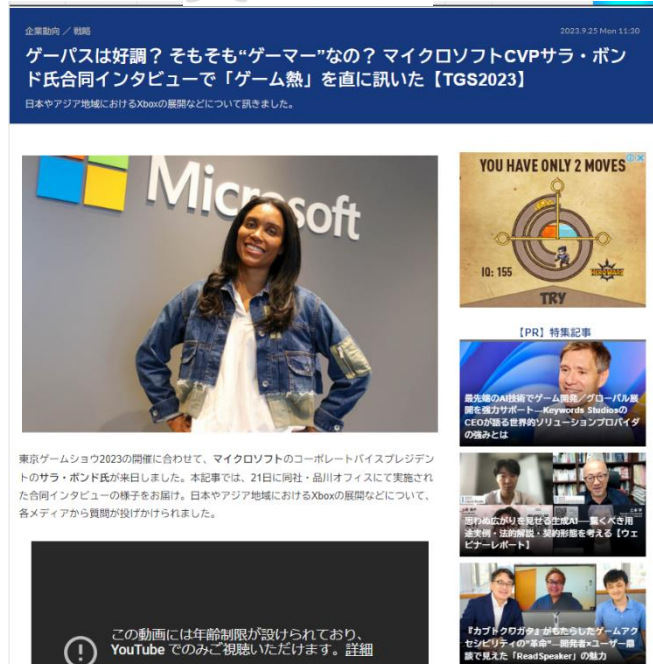 企業動向 ／ 戦略
2023.9.25 Mon 11:30
ゲーパスは好調？ そもそも“ゲーマー”なの？ マイクロソフトCVPサラ・ボン
ド氏合同インタビューで「ゲーム熱」を直に訊いた【TGS2023】
日本やアジア地域におけるXboxの展開などについて訊きました。
Microsoft
東京ゲームショウ2023の開催に合わせて、マイクロソフトのコーポレートバイスプレジデン
トのサラ・ボンド氏が来日しました。本記事では、21日に同社・品川オフィスにて実施され
た合同インタビューの様子をお届け。日本やアジア地域におけるXboxの展開などについて、
各メディアから質問が投げかけられました。
この動画には年齢制限が設けられており、
YouTube でのみご視聴いただけます。詳細
YOU HAVE ONLY 2 MOVES
IQ: 155
HERO WARS
TRY
【PR】特集記事
最先端のAI技術でゲーム開発／グローバル展
開を強力サポート―Keywords Studiosの
CEOが語る世界的ソリューションプロバイダ
の強みとは
思わぬ広がりを見せる生成AI──驚くべき用
途実例・法的解説・契約形態を考える【ウェ
ビナーレポート】
『カブトクワガタ』がもたらしたゲームアク
セシビリティの“革命”―開発者×ユーザー鼎
談で見えた「ReadSpeaker」の魅力